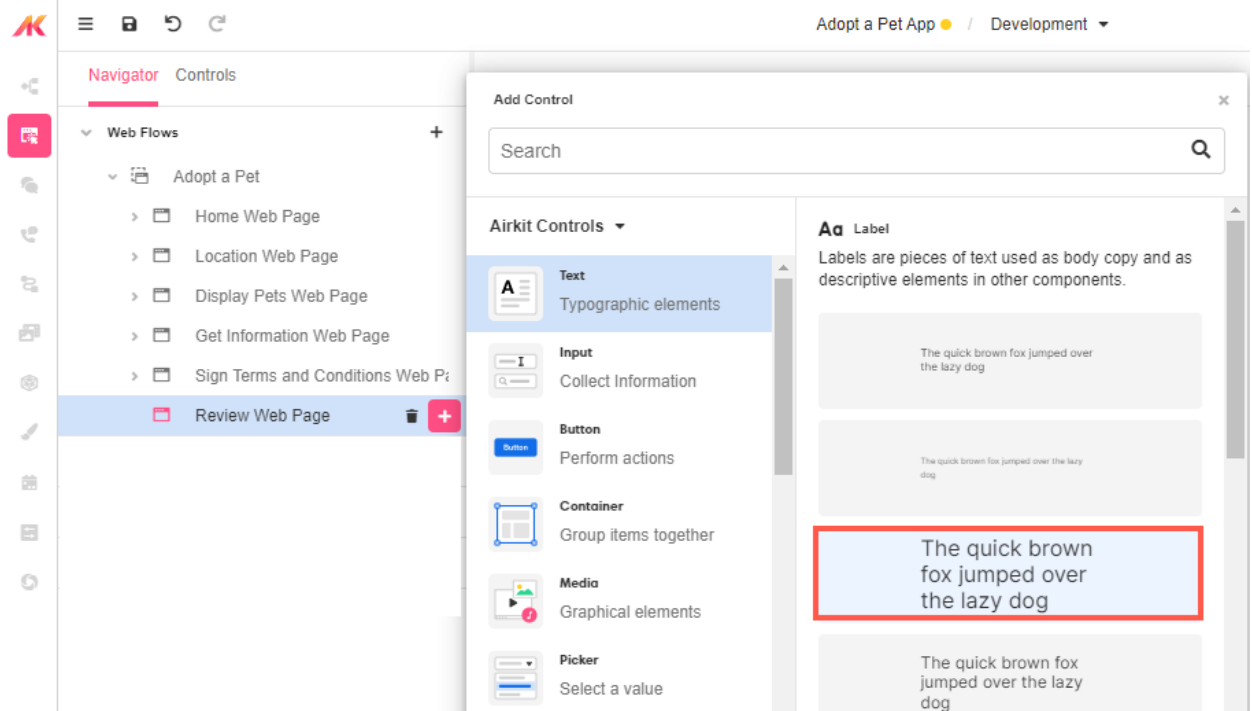 Adopt a Pet App / Development
Navigator Controls
Web Flows
Adopt a Pet
Home Web Page
Location Web Page
Display Pets Web Page
Get Information Web Page
Sign Terms and Conditions Web Pa
Review Web Page
Add Control
Search
Airkit Controls
A
Text
Typographic elements
Input
Collect Information
Button
Button
Perform actions
Container
Group items together
Media
Graphical elements
Picker
Select a value
Aa Label
Labels are pieces of text used as body copy and as
descriptive elements in other components.
The quick brown fox jumped over
the lazy dog
The quick brown fox jumped over the lazy
dog
The quick brown
fox jumped over
the lazy dog
The quick brown fox
jumped over the lazy
dog